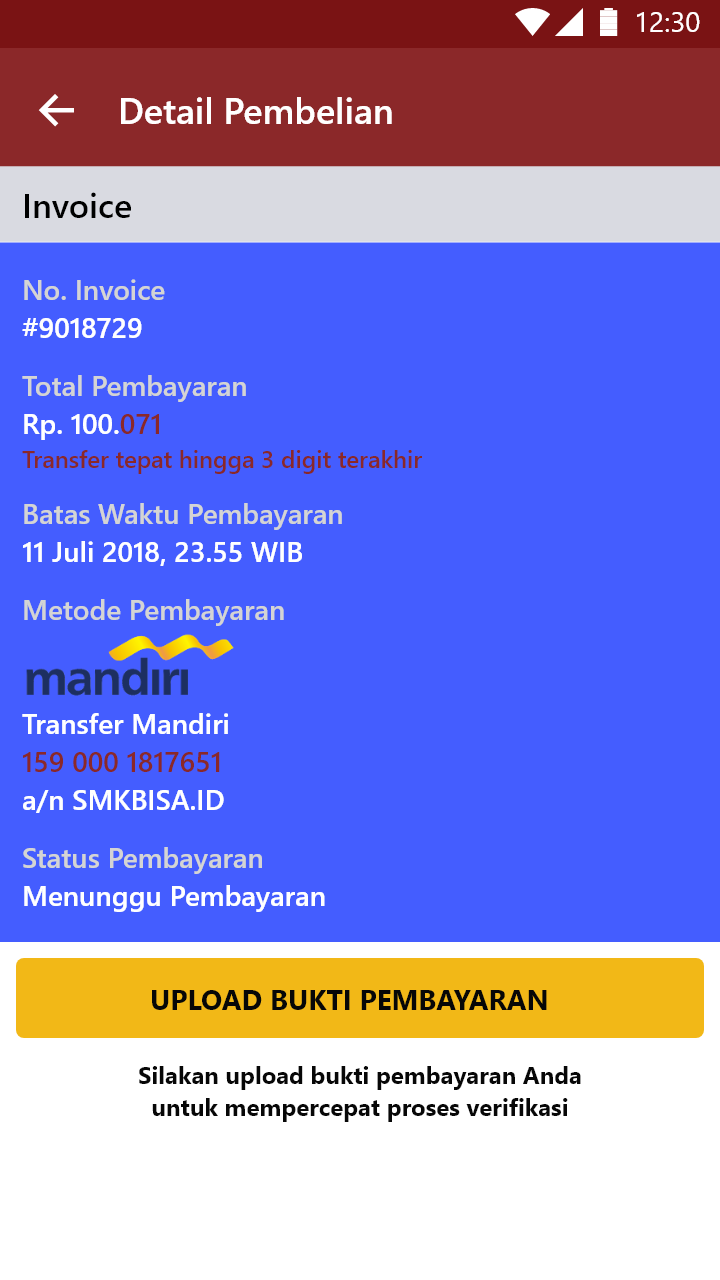 12:30
Detail Pembelian
Invoice
No. Invoice
#9018729
Total Pembayaran
Rp. 100.071
Transfer tepat hingga 3 digit terakhir
Batas Waktu Pembayaran
11 Juli 2018, 23.55 WIB
Metode Pembayaran
mandiri
Transfer Mandiri
159 000 1817651
a/n SMKBISA.ID
Status Pembayaran
Menunggu Pembayaran
UPLOAD BUKTI PEMBAYARAN
Silakan upload bukti pembayaran Anda
untuk mempercepat proses verifikasi